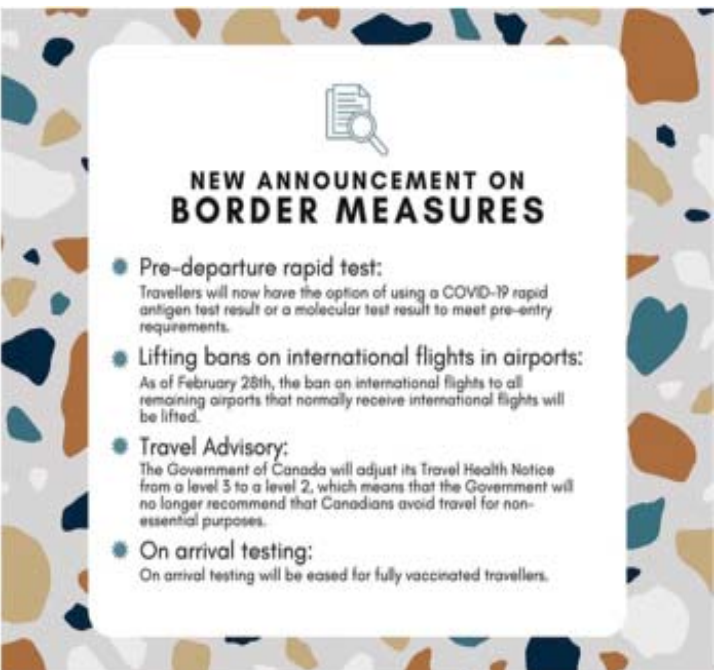 NEW ANNOUNCEMENT ON
BORDER MEASURES
Pre-departure rapid test:
Travellers will now have the option of using a COVID-19 rapid
antigen test result or a molecular test result to meet pre-entry
requirements.
Lifting bans on international flights in airports:
As of February 28th, the ban on international flights to all
remaining airports that normally receive international flights will
be lifted.
Travel Advisory:
The Government of Canada will adjust its Travel Health Notice
from a level 3 to a level 2, which means that the Government will
no longer recommend that Canadians avoid travel for non-
essential purposes.
On arrival testing:
On arrival testing will be eased for fully vaccinated travellers.